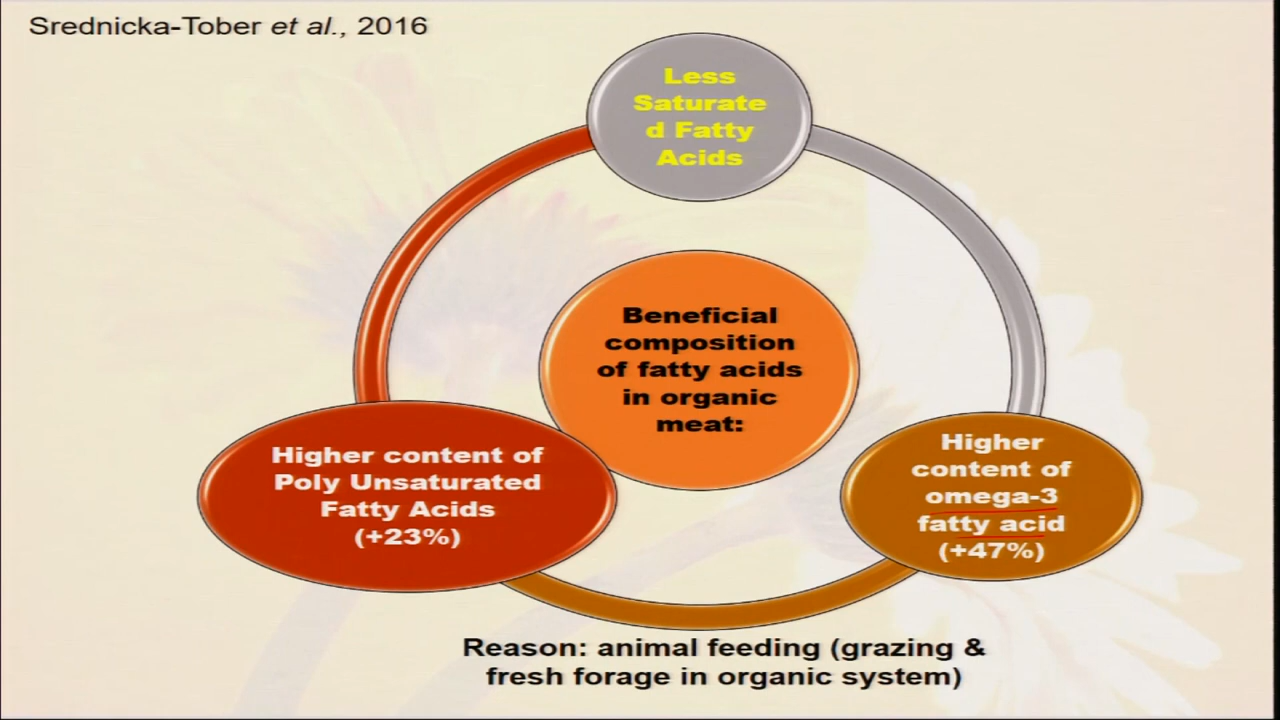 Srednicka-Tober et al., 2016
Less
Saturate
d Fatty
Acids
Beneficial
composition
of fatty acids
in organic
meat:
Higher content of
Poly Unsaturated
Fatty Acids
(+23%)
Higher
content of
omega-3
fatty acid
(+47%)
Reason: animal feeding (grazing &
fresh forage in organic system)